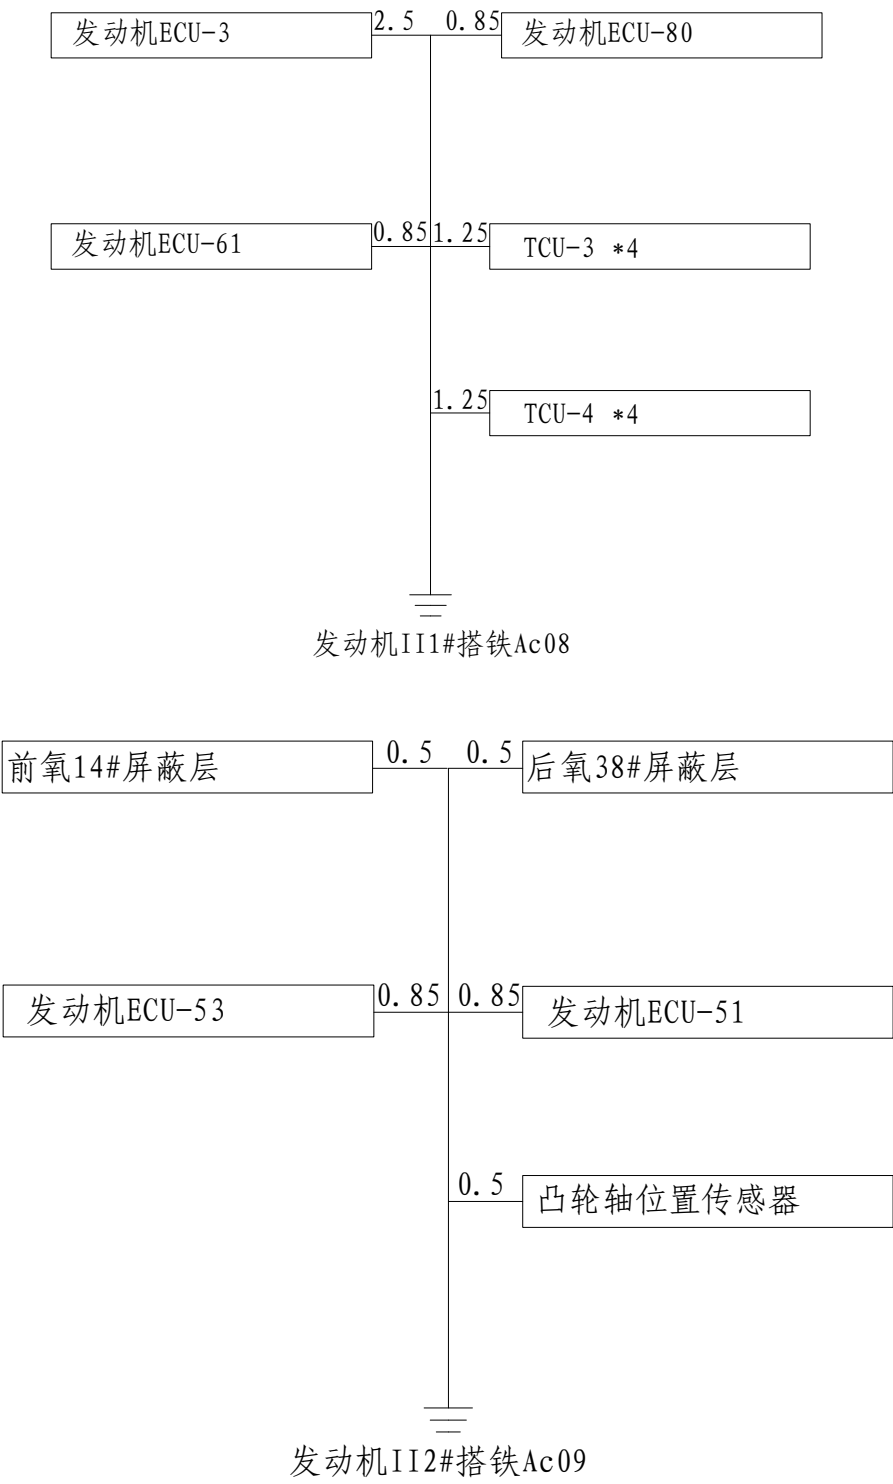 发动机ECU-3 2.5 0.85 发动机ECU-80
发动机ECU-61 0.85 1.25 TCU-3 *4
1.25 TCU-4 *4
发动机II1#搭铁Ac08
前氧14#屏蔽层 0.5 0.5 后氧38#屏蔽层
发动机ECU-53 0.85 0.85 发动机ECU-51
0.5 凸轮轴位置传感器
发动机II2#搭铁Ac09